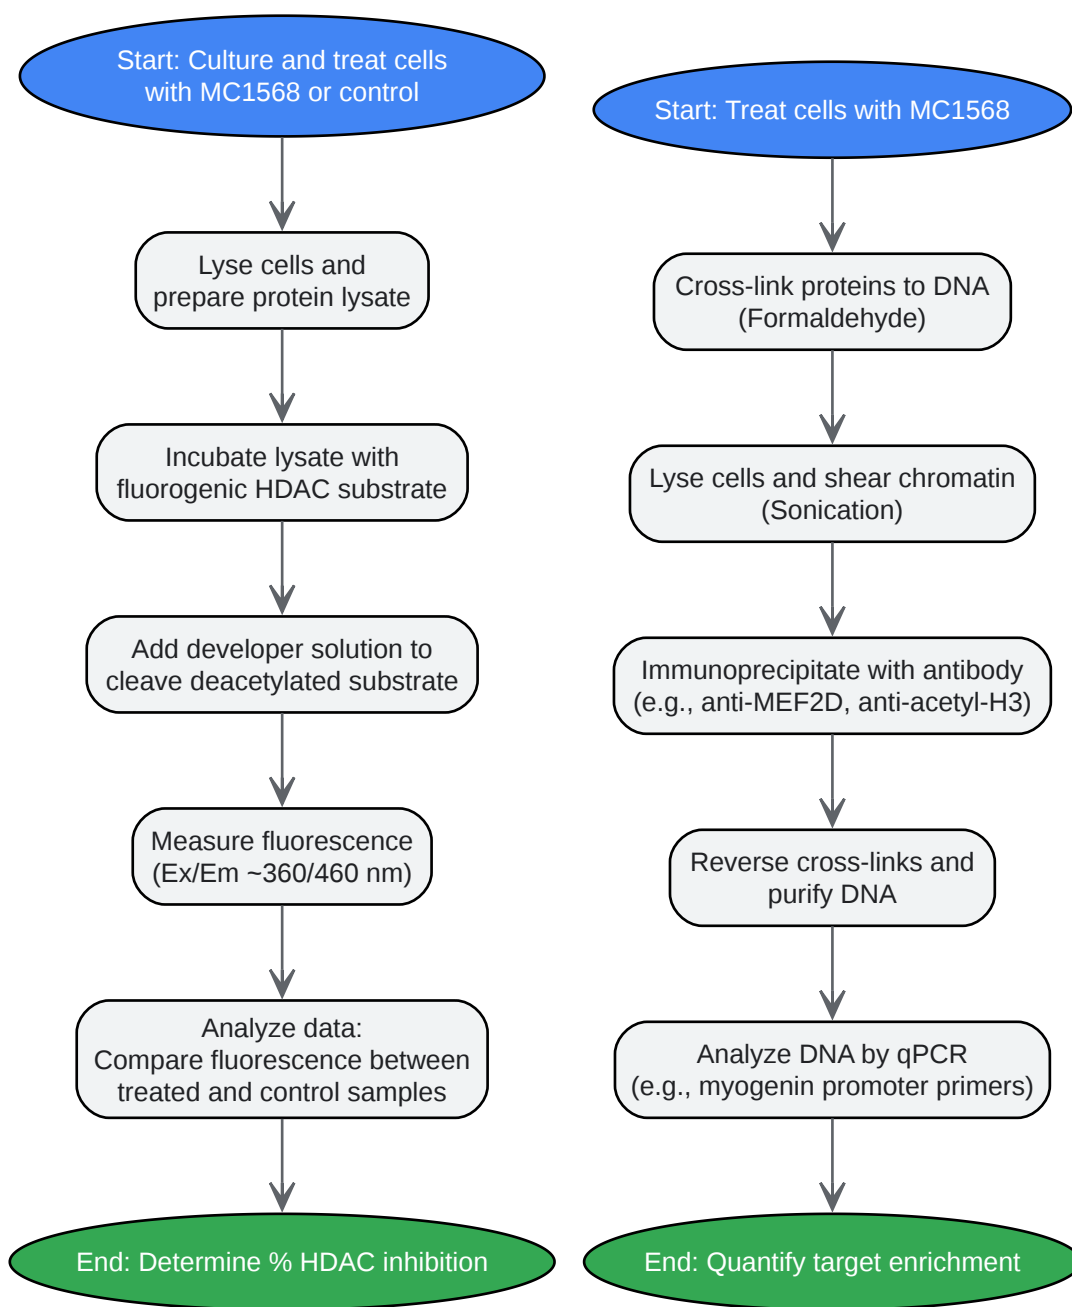 Start: Culture and treat cells
with MC1568 or control
Lyse cells and
prepare protein lysate
Incubate lysate with
fluorogenic HDAC substrate
Add developer solution to
cleave deacetylated substrate
Measure fluorescence
(Ex/Em ~360/460 nm)
Analyze data:
Compare fluorescence between
treated and control samples
End: Determine % HDAC inhibition
Start: Treat cells with MC1568
Cross-link proteins to DNA
(Formaldehyde)
Lyse cells and shear chromatin
(Sonication)
Immunoprecipitate with antibody
(e.g., anti-MEF2D, anti-acetyl-H3)
Reverse cross-links and
purify DNA
Analyze DNA by qPCR
(e.g., myogenin promoter primers)
End: Quantify target enrichment